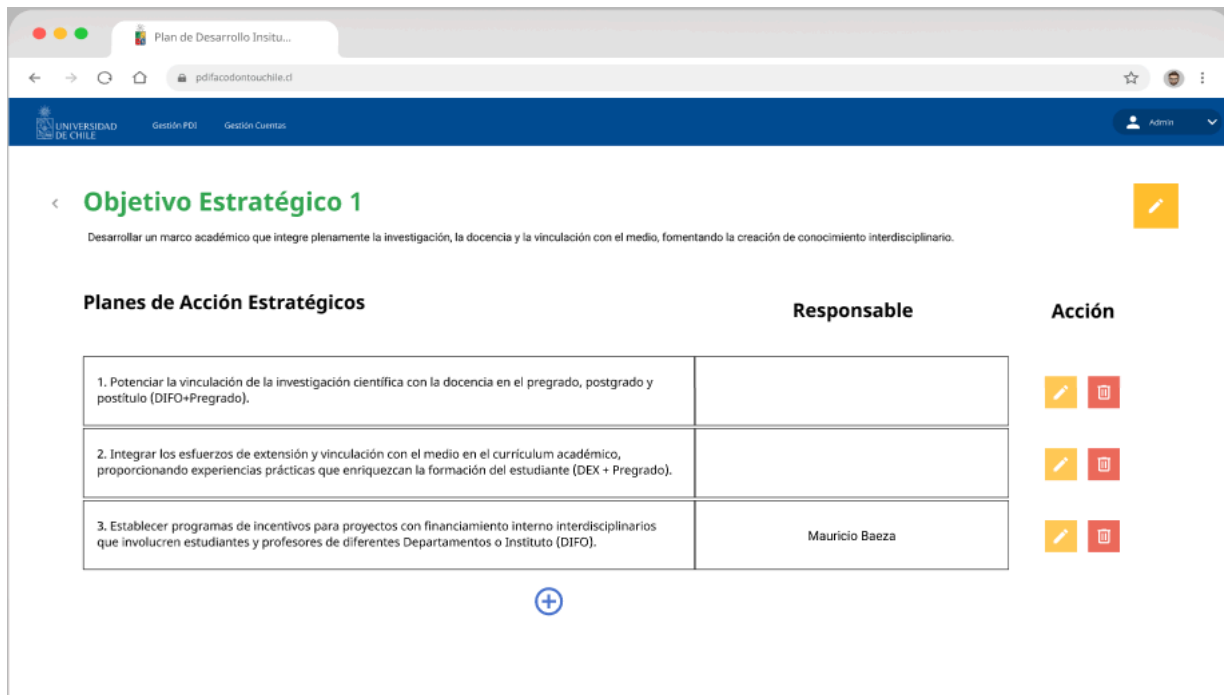 Plan de Desarrollo Insitu...
pdifacodontouchile.cl
UNIVERSIDAD
DE CHILE
Gestión PDI
Gestión Cuentas
Admin
Objetivo Estratégico 1
Desarrollar un marco académico que integre plenamente la investigación, la docencia y la vinculación con el medio, fomentando la creación de conocimiento interdisciplinario.
Planes de Acción Estratégicos
Responsable
Acción
1. Potenciar la vinculación de la investigación científica con la docencia en el pregrado, postgrado y
postítulo (DIFO+Pregrado).
2. Integrar los esfuerzos de extensión y vinculación con el medio en el currículum académico,
proporcionando experiencias prácticas que enriquezcan la formación del estudiante (DEX + Pregrado).
3. Establecer programas de incentivos para proyectos con financiamiento interno interdisciplinarios
que involucren estudiantes y profesores de diferentes Departamentos o Instituto (DIFO).
Mauricio Baeza